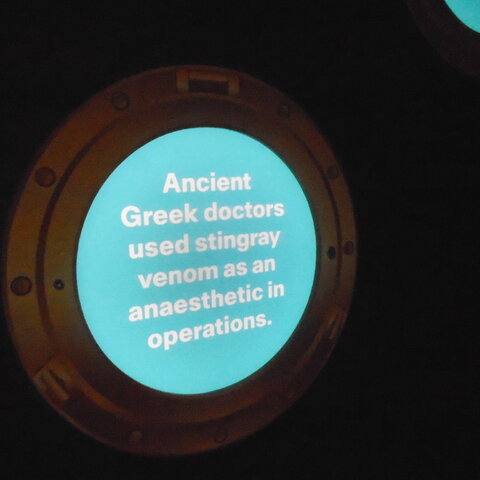 Ancient
Greek doctors
used stingray
venom as an
anaesthetic in
operations.